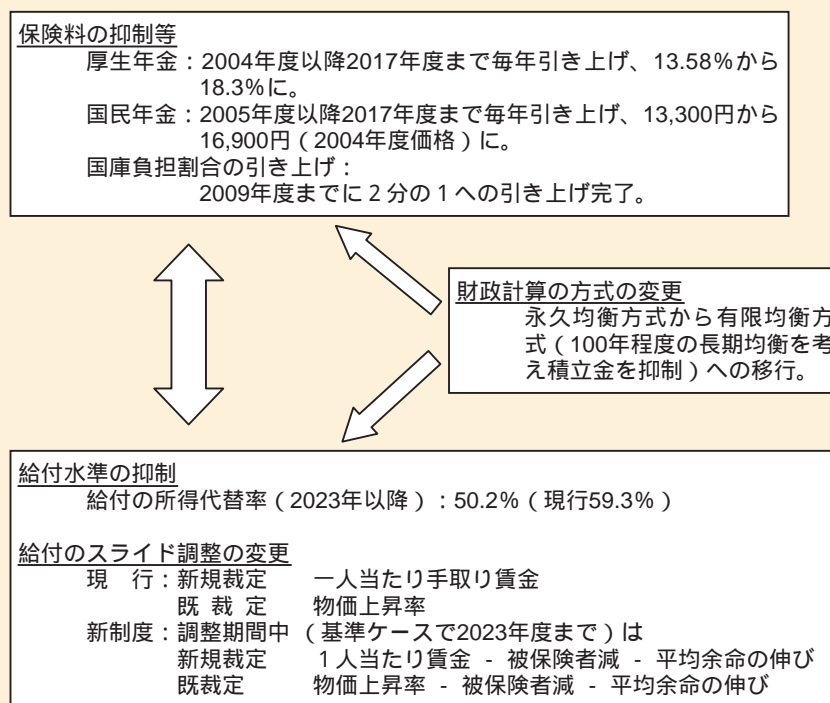 保険料の抑制等
厚生年金：2004年度以降2017年度まで毎年引き上げ、13.58％から
18.3％に。
国民年金：2005年度以降2017年度まで毎年引き上げ、13,300円から
16,900円（2004年度価格）に。
国庫負担割合の引き上げ：
2009年度までに２分の１への引き上げ完了。
財政計算の方式の変更
永久均衡方式から有限均衡方
式（100年程度の長期均衡を考
え積立金を抑制）への移行。
給付水準の抑制
給付の所得代替率（2023年以降）：50.2％（現行59.3％）
給付のスライド調整の変更
現　行：新規裁定　　一人当たり手取り賃金
既 裁 定　　物価上昇率
新制度：調整期間中 （基準ケースで2023年度まで）は
新規裁定　　１人当たり賃金 - 被保険者減 - 平均余命の伸び
既裁定　　物価上昇率 - 被保険者減 - 平均余命の伸び